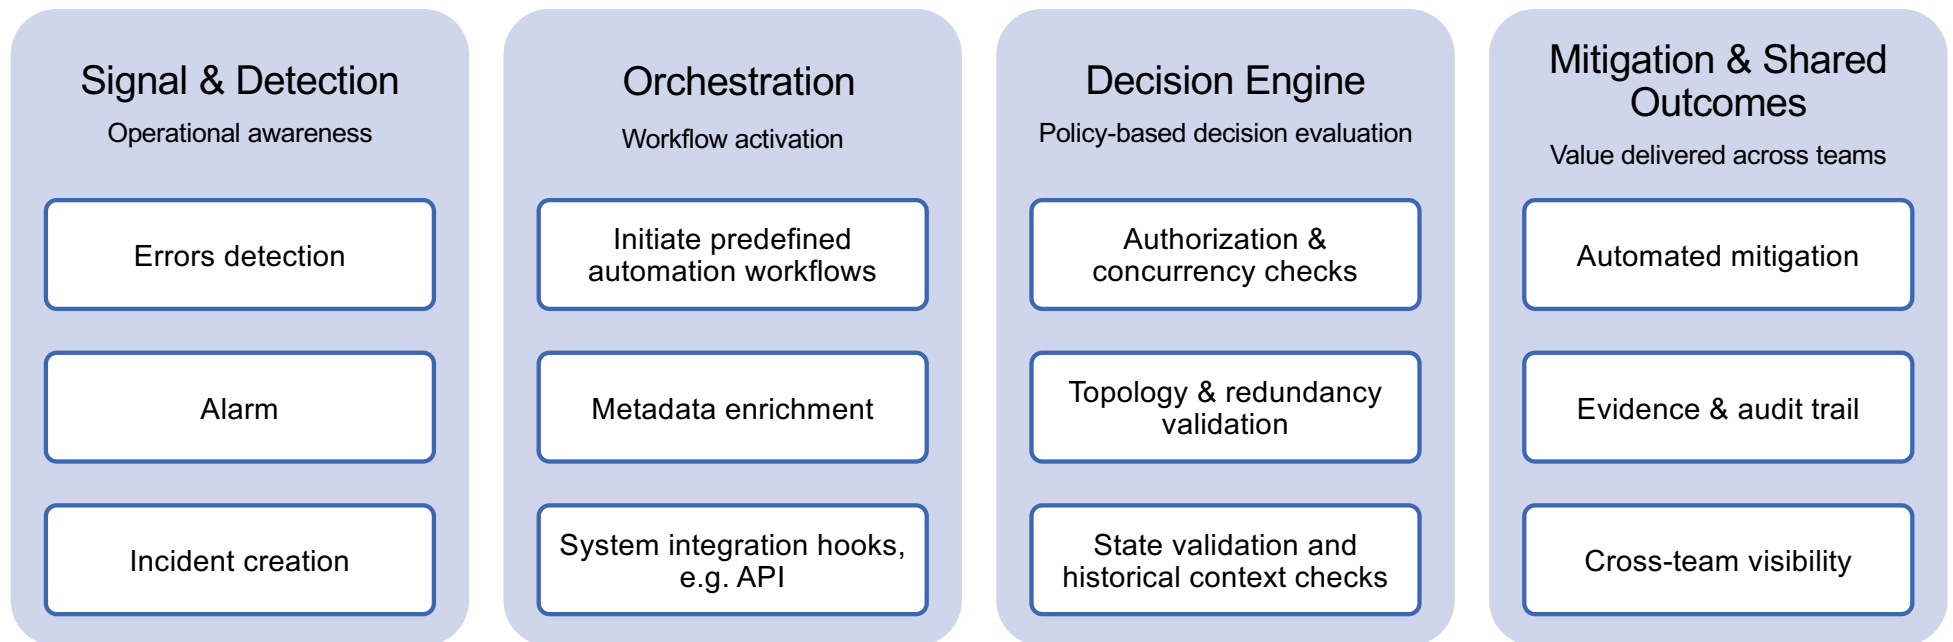 Signal & Detection
Operational awareness
Errors detection
Alarm
Incident creation
Orchestration
Workflow activation
Initiate predefined
automation workflows
Metadata enrichment
System integration hooks,
e.g. API
Decision Engine
Policy-based decision evaluation
Authorization &
concurrency checks
Topology & redundancy
validation
State validation and
historical context checks
Mitigation & Shared
Outcomes
Value delivered across teams
Automated mitigation
Evidence & audit trail
Cross-team visibility